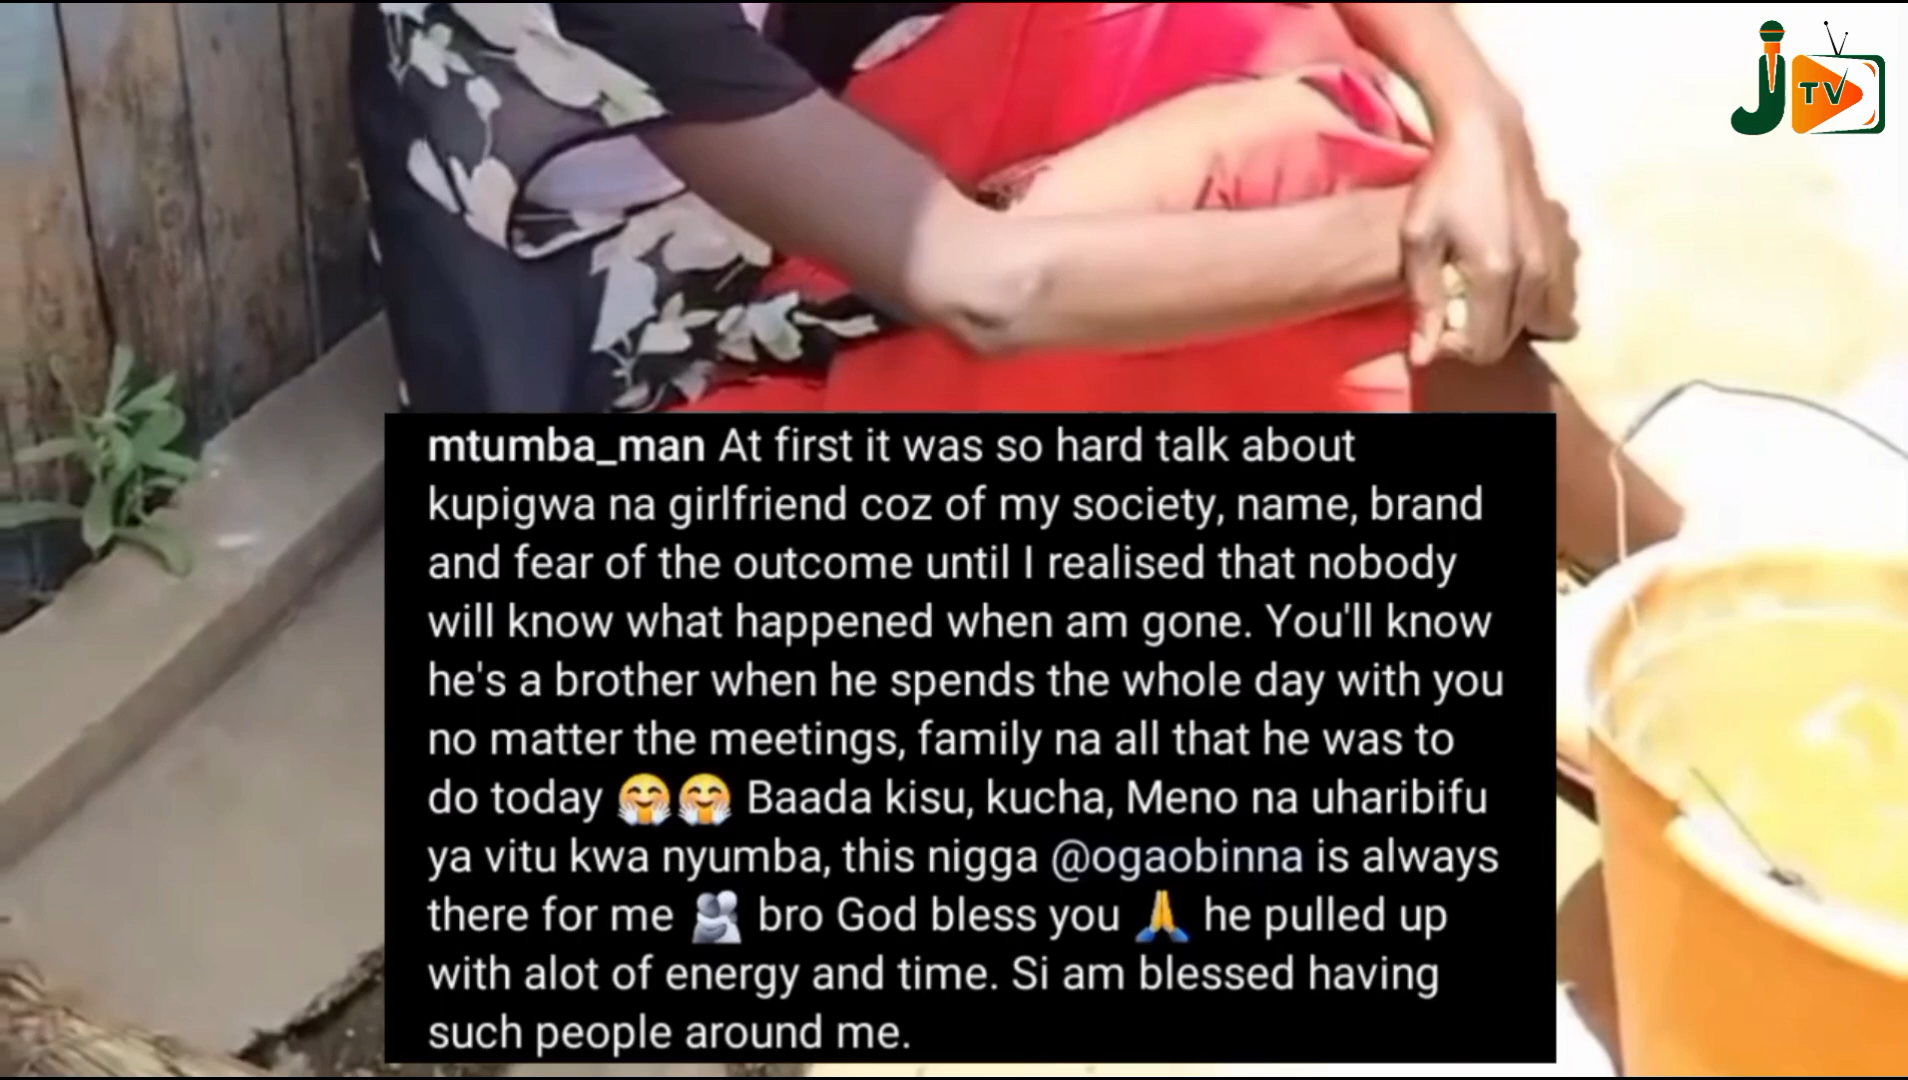 J TV
mtumba_man At first it was so hard talk about
kupigwa na girlfriend coz of my society, name, brand
and fear of the outcome until I realised that nobody
will know what happened when am gone. You'll know
he's a brother when he spends the whole day with you
no matter the meetings, family na all that he was to
do today 🤗🤗 Baada kisu, kucha, Meno na uharibifu
ya vitu kwa nyumba, this nigga @ogaobinna is always
there for me 🫂 bro God bless you 🙏 he pulled up
with alot of energy and time. Si am blessed having
such people around me.